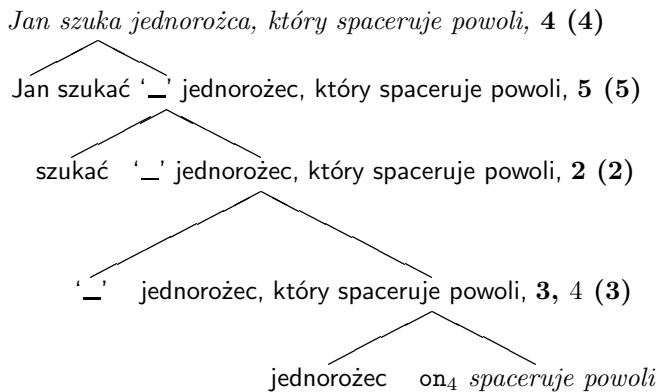 Jan szuka jednorożca, który spaceruje powoli, 4 (4)
Jan szukać ‘_’ jednorożec, który spaceruje powoli, 5 (5)
szukać ‘_’ jednorożec, który spaceruje powoli, 2 (2)
‘_’ jednorożec, który spaceruje powoli, 3, 4 (3)
jednorożec on₄ spaceruje powoli